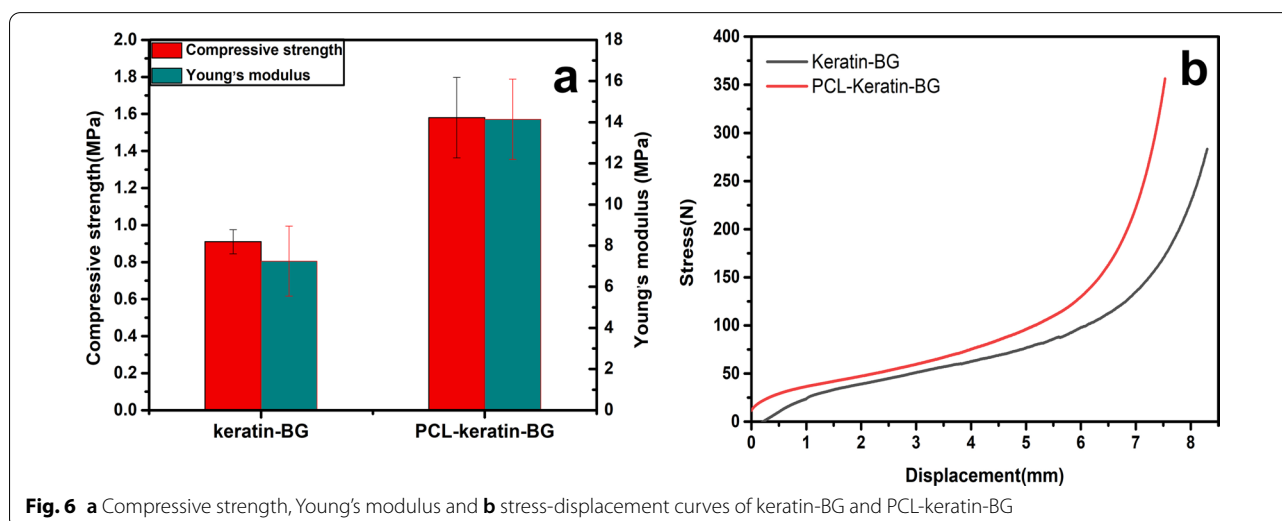 2.0
1.8
1.6
1.4
1.2
1.0
0.8
0.6
0.4
0.2
0.0
Compressive strength(MPa)
Compressive strength
Young's modulus
a
18
16
14
12
10
8
6
4
2
0
Young's modulus (MPa)
keratin-BG PCL-keratin-BG
400
350
300
250
200
150
100
50
0
Stress(N)
Keratin-BG
PCL-Keratin-BG
b
0 1 2 3 4 5 6 7 8
Displacement(mm)
Fig. 6 a Compressive strength, Young's modulus and b stress-displacement curves of keratin-BG and PCL-keratin-BG